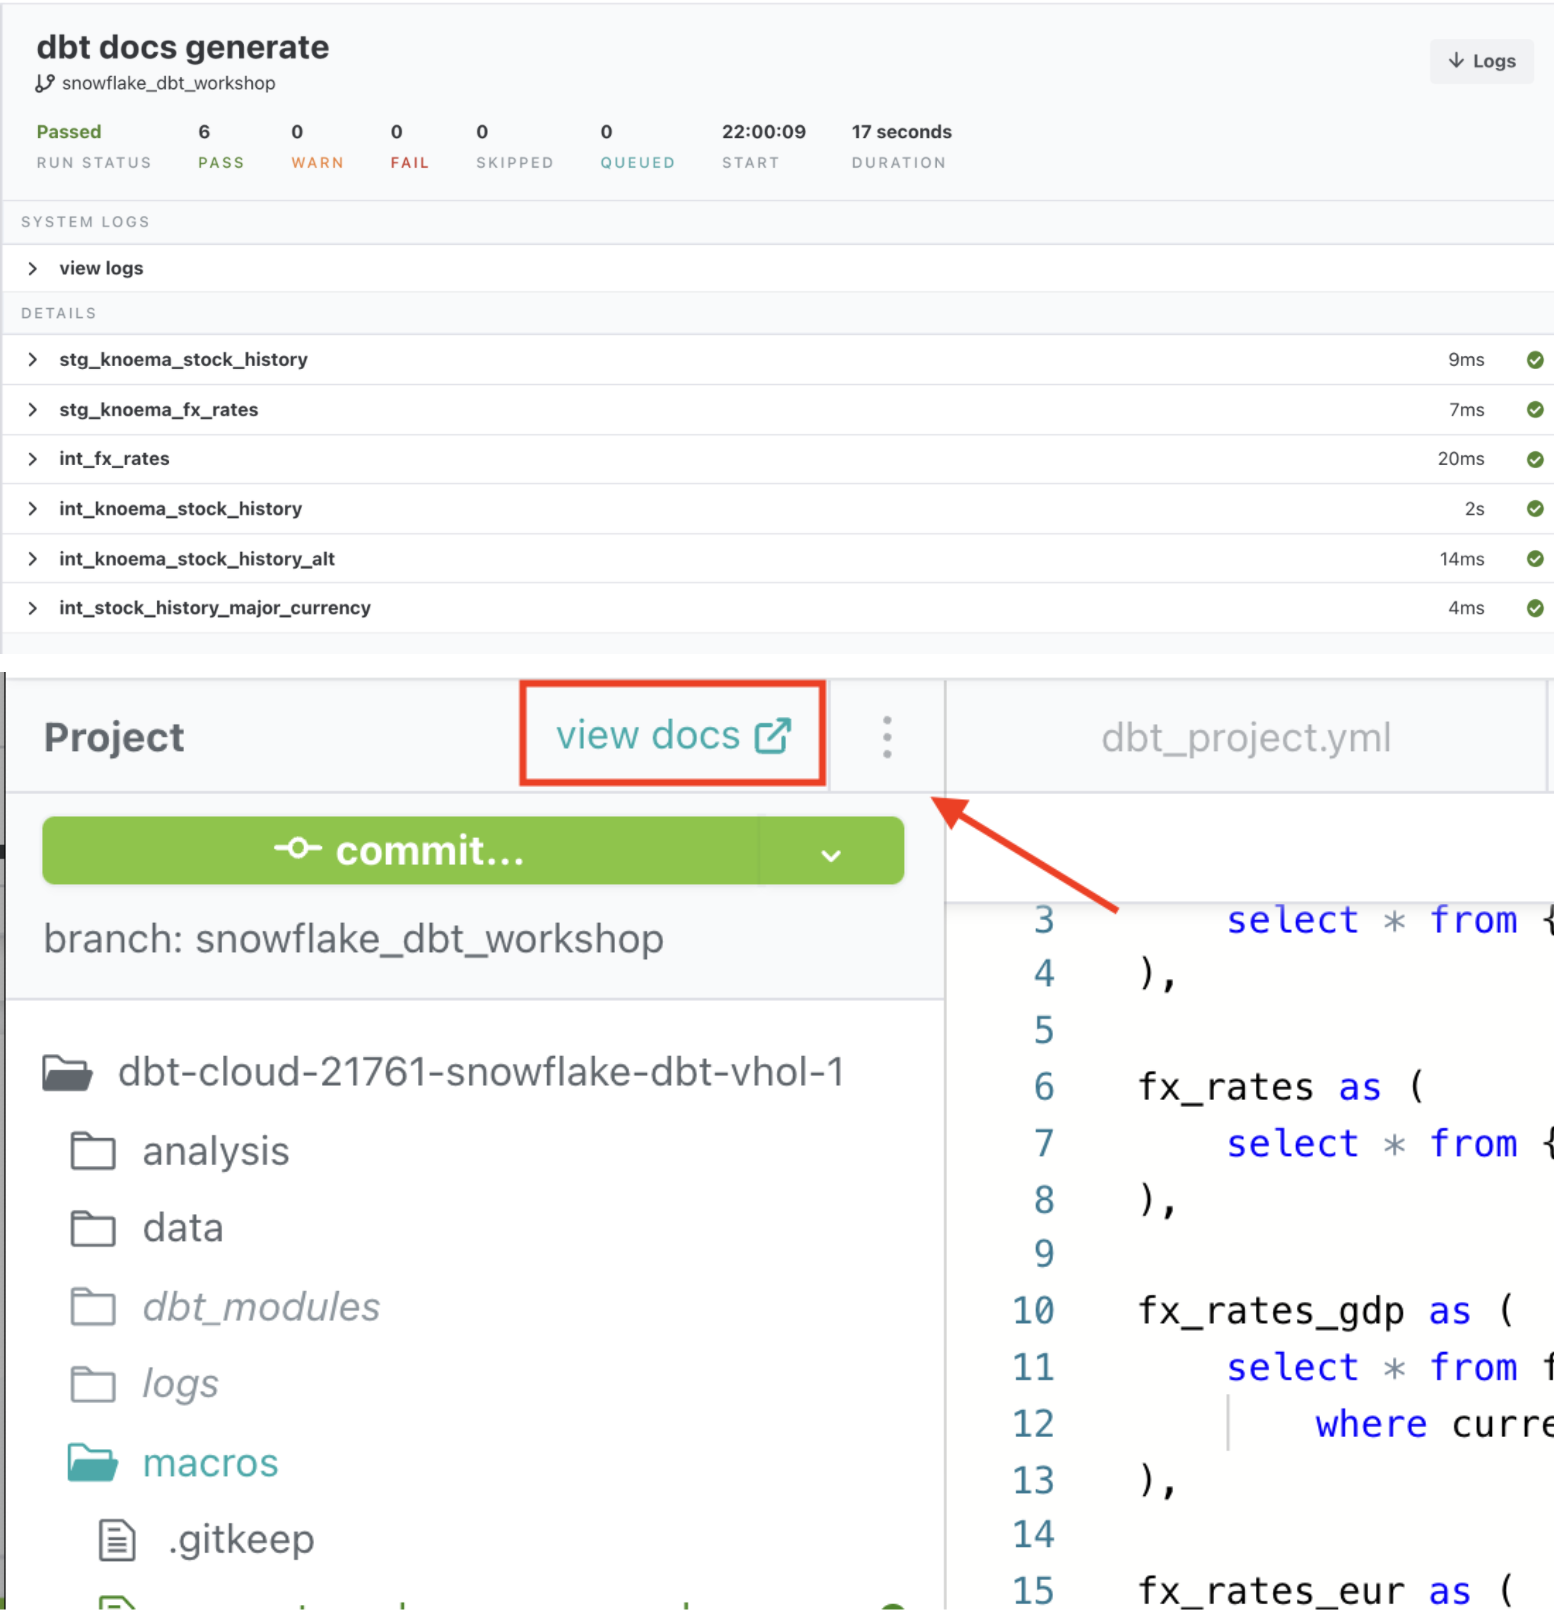 dbt docs generate
Logs
snowflake_dbt_workshop
Passed 6 0 0 0 0 22:00:09 17 seconds
RUN STATUS PASS WARN FAIL SKIPPED QUEUED START DURATION
SYSTEM LOGS
view logs
DETAILS
stg_knoema_stock_history 9ms
stg_knoema_fx_rates 7ms
int_fx_rates 20ms
int_knoema_stock_history 2s
int_knoema_stock_history_alt 14ms
int_stock_history_major_currency 4ms
Project view docs
commit...
branch: snowflake_dbt_workshop
dbt-cloud-21761-snowflake-dbt-vhol-1
analysis
data
dbt_modules
logs
macros
.gitkeep
dbt_project.yml
3 select * from {
4 ),
5
6 fx_rates as (
7 select * from {
8 ),
9
10 fx_rates_gdp as (
11 select * from f
12 where curre
13 ),
14
15 fx_rates_eur as (